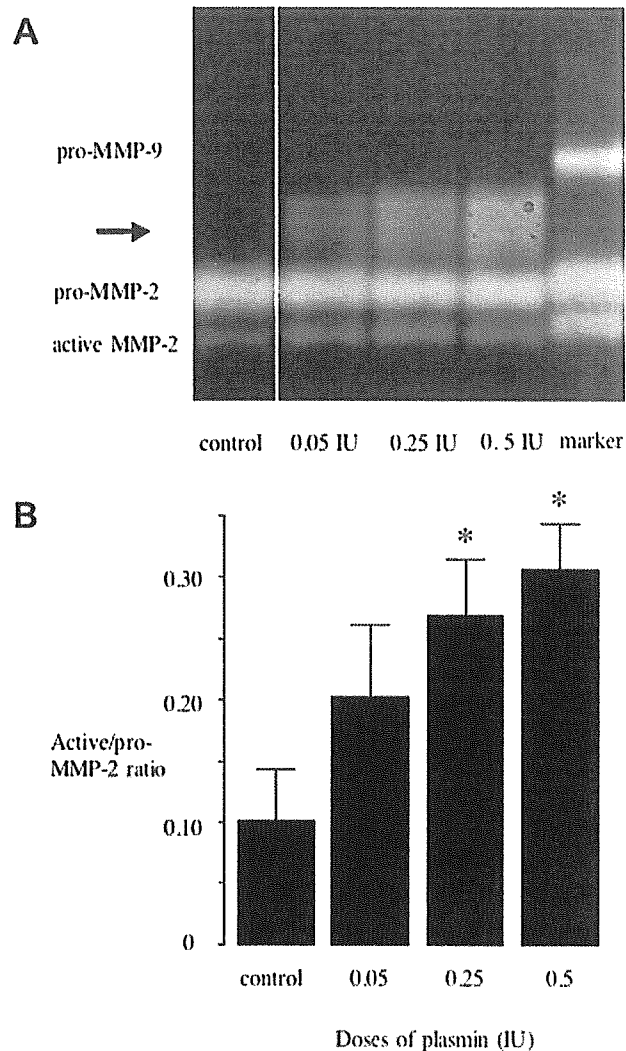 A
pro-MMP-9
pro-MMP-2
active MMP-2
control 0.05 IU 0.25 IU 0.5 IU marker
B
* *
0.30
0.20
Active/pro-
MMP-2 ratio
0.10
0
control 0.05 0.25 0.5
Doses of plasmin (IU)